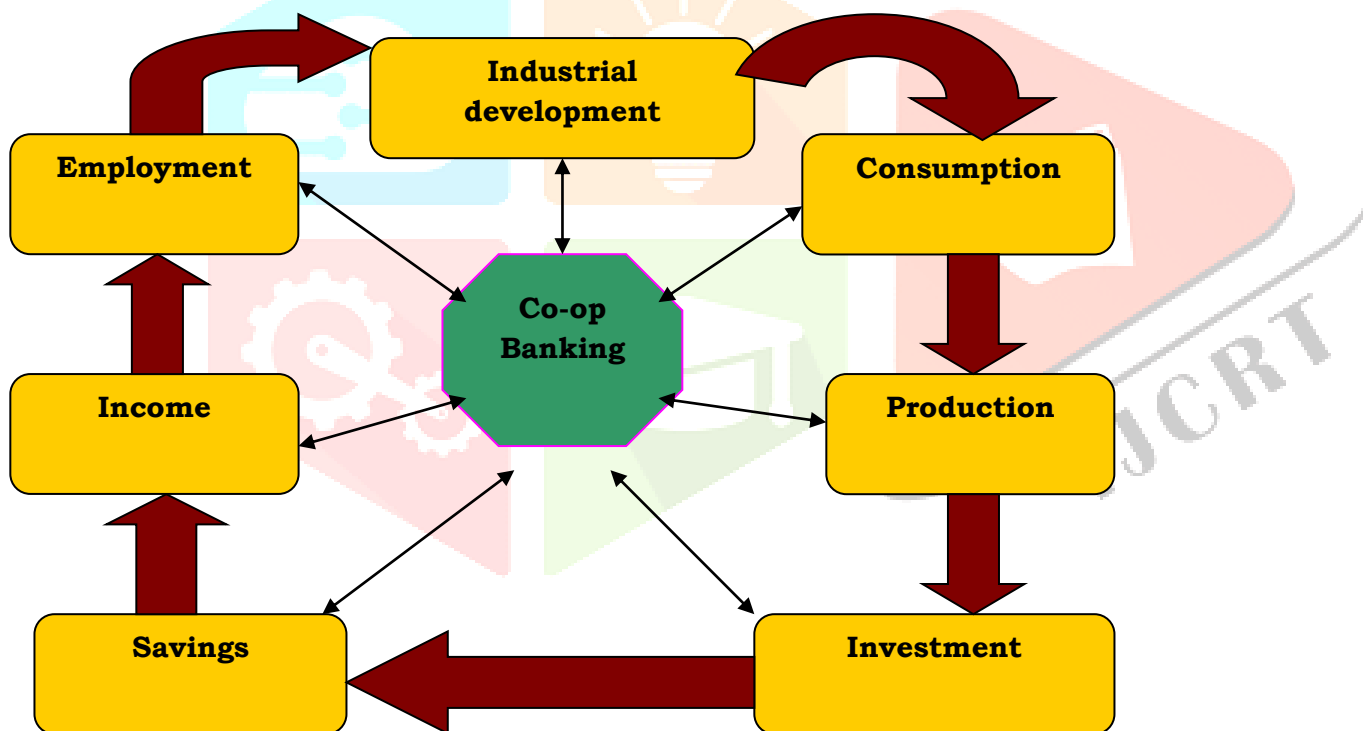 Industrial
development
Employment
Consumption
Co-op
Banking
Income
Production
Savings
Investment
IJCRT